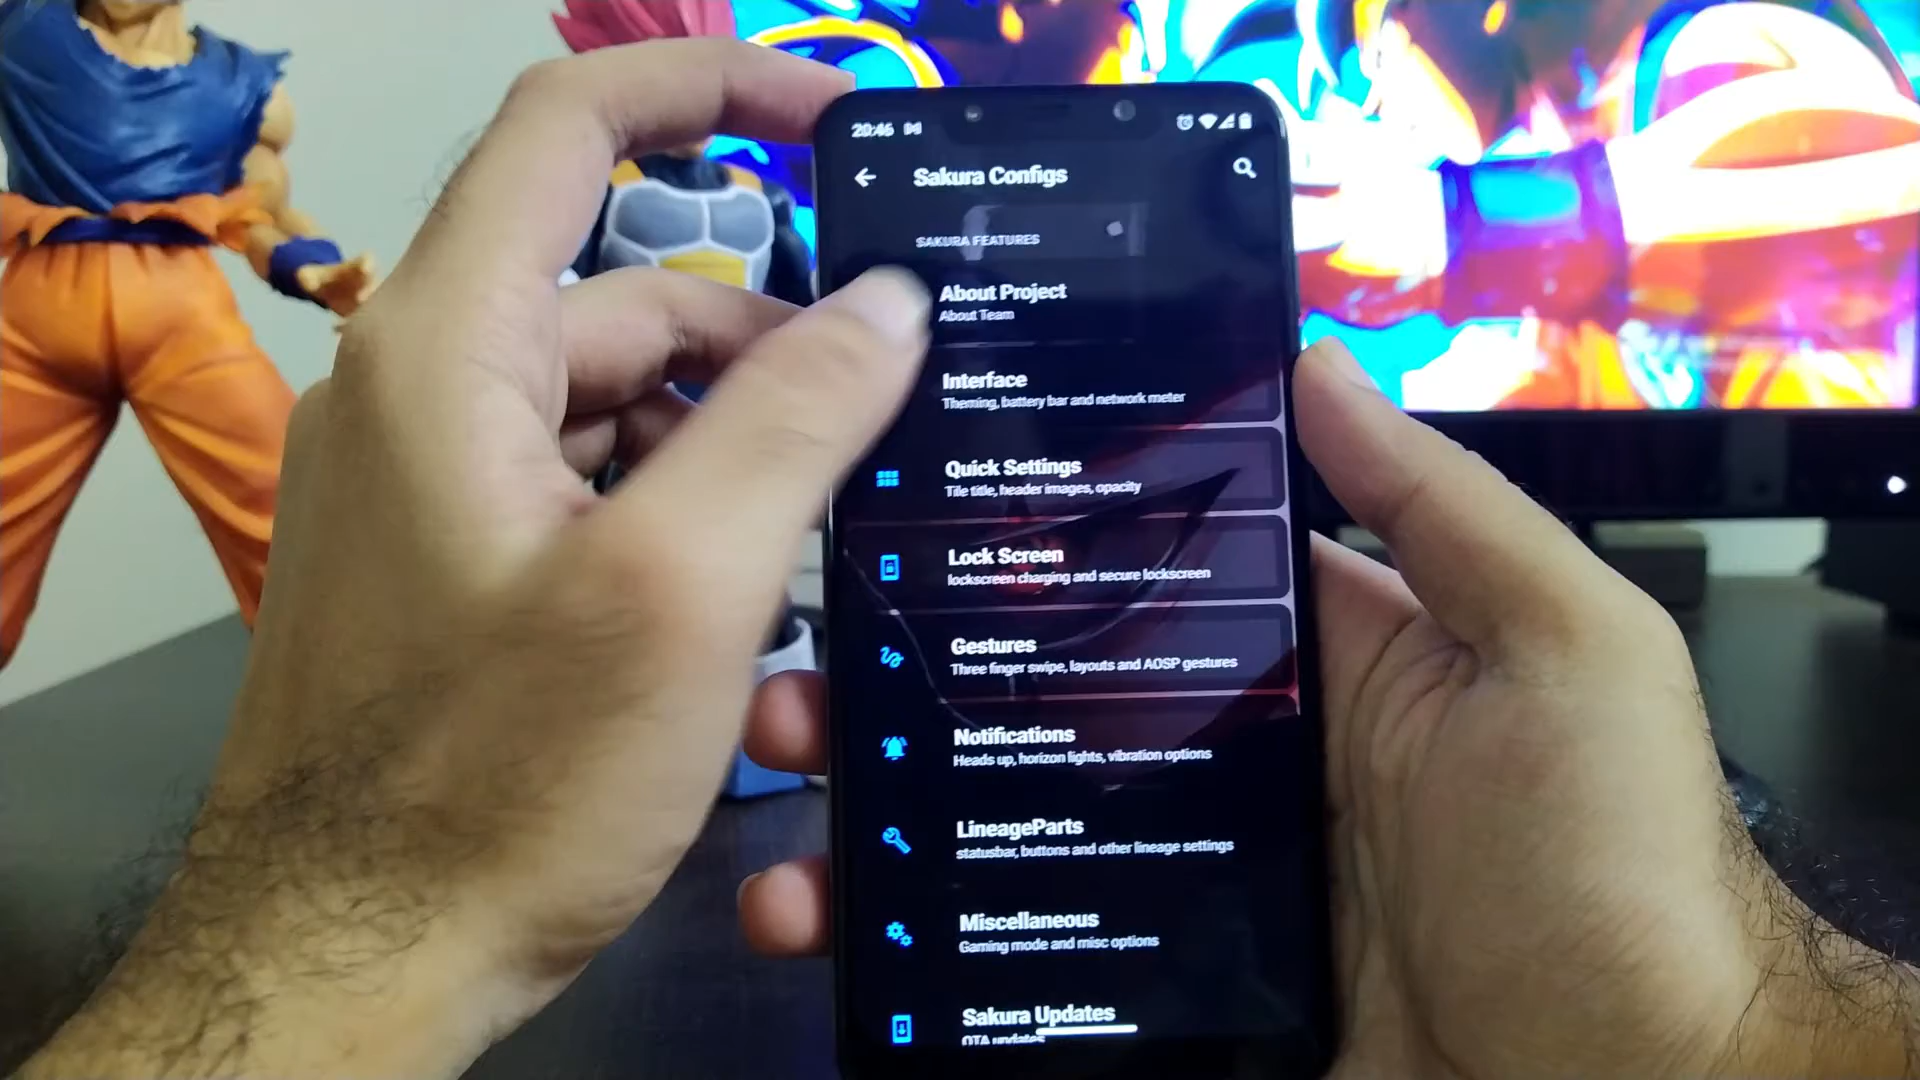 20:46
Sakura Configs
SAKURA FEATURES
About Project
About Team
Interface
Theming, battery bar and network meter
Quick Settings
Tile title, header images, opacity
Lock Screen
lockscreen charging and secure lockscreen
Gestures
Three finger swipe, layouts and AOSP gestures
Notifications
Heads up, horizon lights, vibration options
LineageParts
statusbar, buttons and other lineage settings
Miscellaneous
Gaming mode and misc options
Sakura Updates
OTA updates